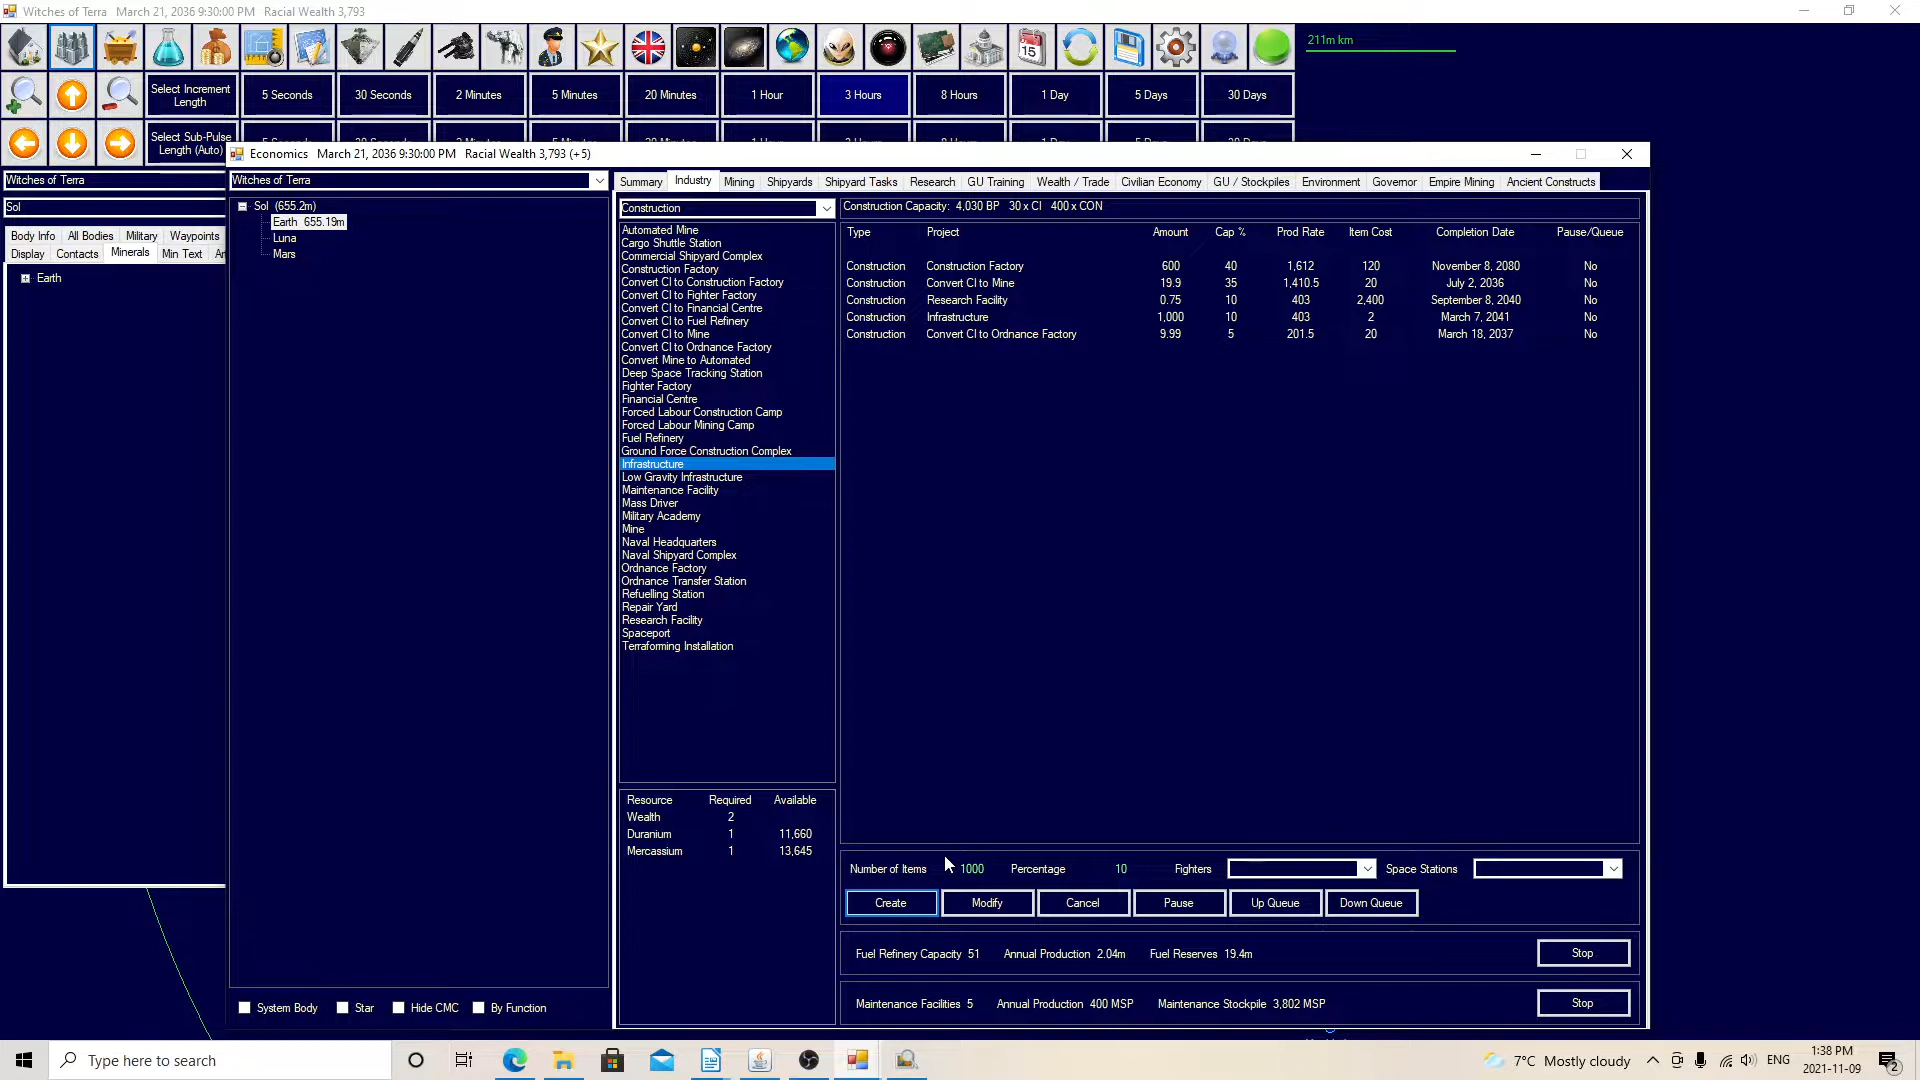 Witches of Terra   March 21, 2036 9:30:00 PM   Racial Wealth 3,793
211m km
15
Select Increment Length
5 Seconds
30 Seconds
2 Minutes
5 Minutes
20 Minutes
1 Hour
3 Hours
8 Hours
1 Day
5 Days
30 Days
Select Sub-Pulse Length (Auto)
Economics   March 21, 2036 9:30:00 PM   Racial Wealth 3,793 (+5)
Witches of Terra
Sol
Body Info   All Bodies   Military   Waypoints
Display   Contacts   Minerals   Min Text
Earth
Witches of Terra
Sol  (655.2m)
Earth  655.19m
Luna
Mars
System Body   Star   Hide CMC   By Function
Summary   Industry   Mining   Shipyards   Shipyard Tasks   Research   GU Training   Wealth / Trade   Civilian Economy   GU / Stockpiles   Environment   Governor   Empire Mining   Ancient Constructs
Construction
Automated Mine
Cargo Shuttle Station
Commercial Shipyard Complex
Construction Factory
Convert CI to Construction Factory
Convert CI to Fighter Factory
Convert CI to Financial Centre
Convert CI to Fuel Refinery
Convert CI to Mine
Convert CI to Ordnance Factory
Convert Mine to Automated
Deep Space Tracking Station
Fighter Factory
Financial Centre
Forced Labour Construction Camp
Forced Labour Mining Camp
Fuel Refinery
Ground Force Construction Complex
Infrastructure
Low Gravity Infrastructure
Maintenance Facility
Mass Driver
Military Academy
Mine
Naval Headquarters
Naval Shipyard Complex
Ordnance Factory
Ordnance Transfer Station
Refuelling Station
Repair Yard
Research Facility
Spaceport
Terraforming Installation
Resource   Required   Available
Wealth   2
Duranium   1   11,660
Mercassium   1   13,645
Construction Capacity:  4,030 BP   30 x CI   400 x CON
Type   Project   Amount   Cap %   Prod Rate   Item Cost   Completion Date   Pause/Queue
Construction   Construction Factory   600   40   1,612   120   November 8, 2080   No
Construction   Convert CI to Mine   19.9   35   1,410.5   20   July 2, 2036   No
Construction   Research Facility   0.75   10   403   2,400   September 8, 2040   No
Construction   Infrastructure   1,000   10   403   2   March 7, 2041   No
Construction   Convert CI to Ordnance Factory   9.99   5   201.5   20   March 18, 2037   No
Number of Items   1000   Percentage   10   Fighters   Space Stations
Create   Modify   Cancel   Pause   Up Queue   Down Queue
Fuel Refinery Capacity  51   Annual Production  2.04m   Fuel Reserves  19.4m   Stop
Maintenance Facilities  5   Annual Production  400 MSP   Maintenance Stockpile  3,802 MSP   Stop
Type here to search
7°C  Mostly cloudy
ENG
1:38 PM
2021-11-09
2